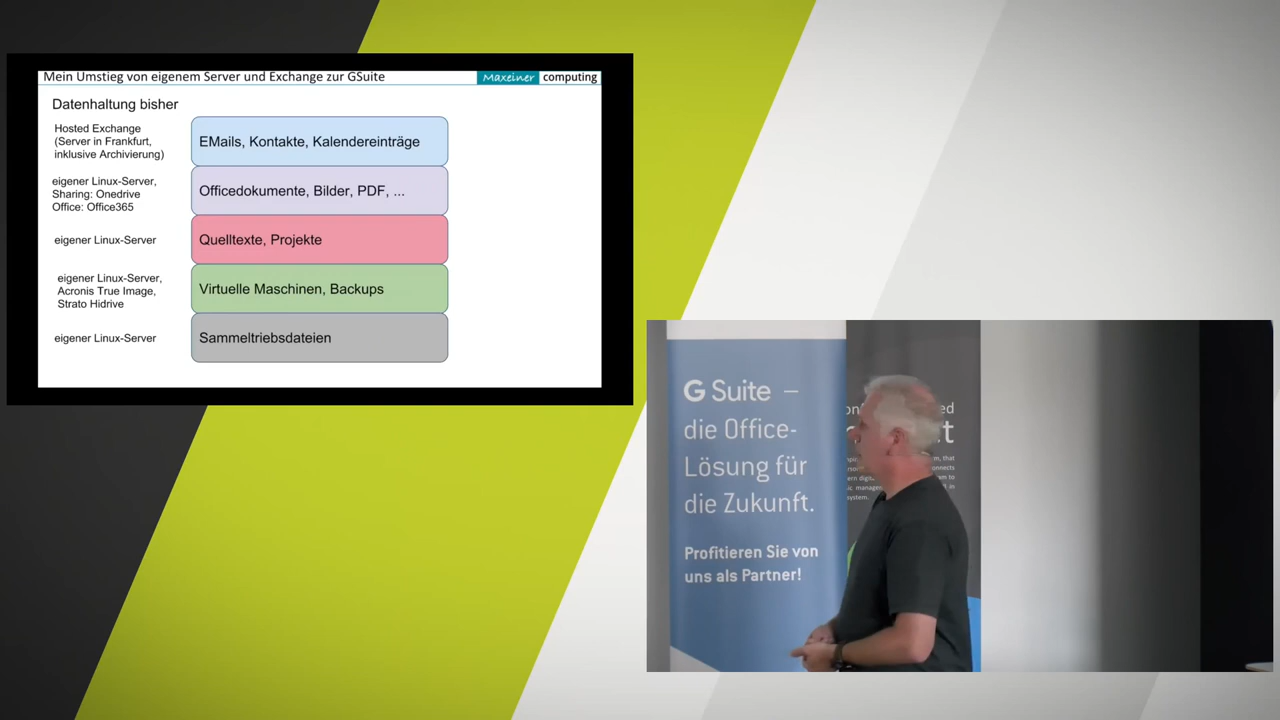 Mein Umstieg von eigenem Server und Exchange zur GSuite
Maxeiner computing
Datenhaltung bisher
Hosted Exchange
(Server in Frankfurt,
inklusive Archivierung)
EMails, Kontakte, Kalendereinträge
eigener Linux-Server,
Sharing: Onedrive
Office: Office365
Officedokumente, Bilder, PDF, ...
eigener Linux-Server
Quelltexte, Projekte
eigener Linux-Server,
Acronis True Image,
Strato Hidrive
Virtuelle Maschinen, Backups
eigener Linux-Server
Sammeltriebsdateien
G Suite –
die Office-
Lösung für
die Zukunft.
Profitieren Sie von
uns als Partner!